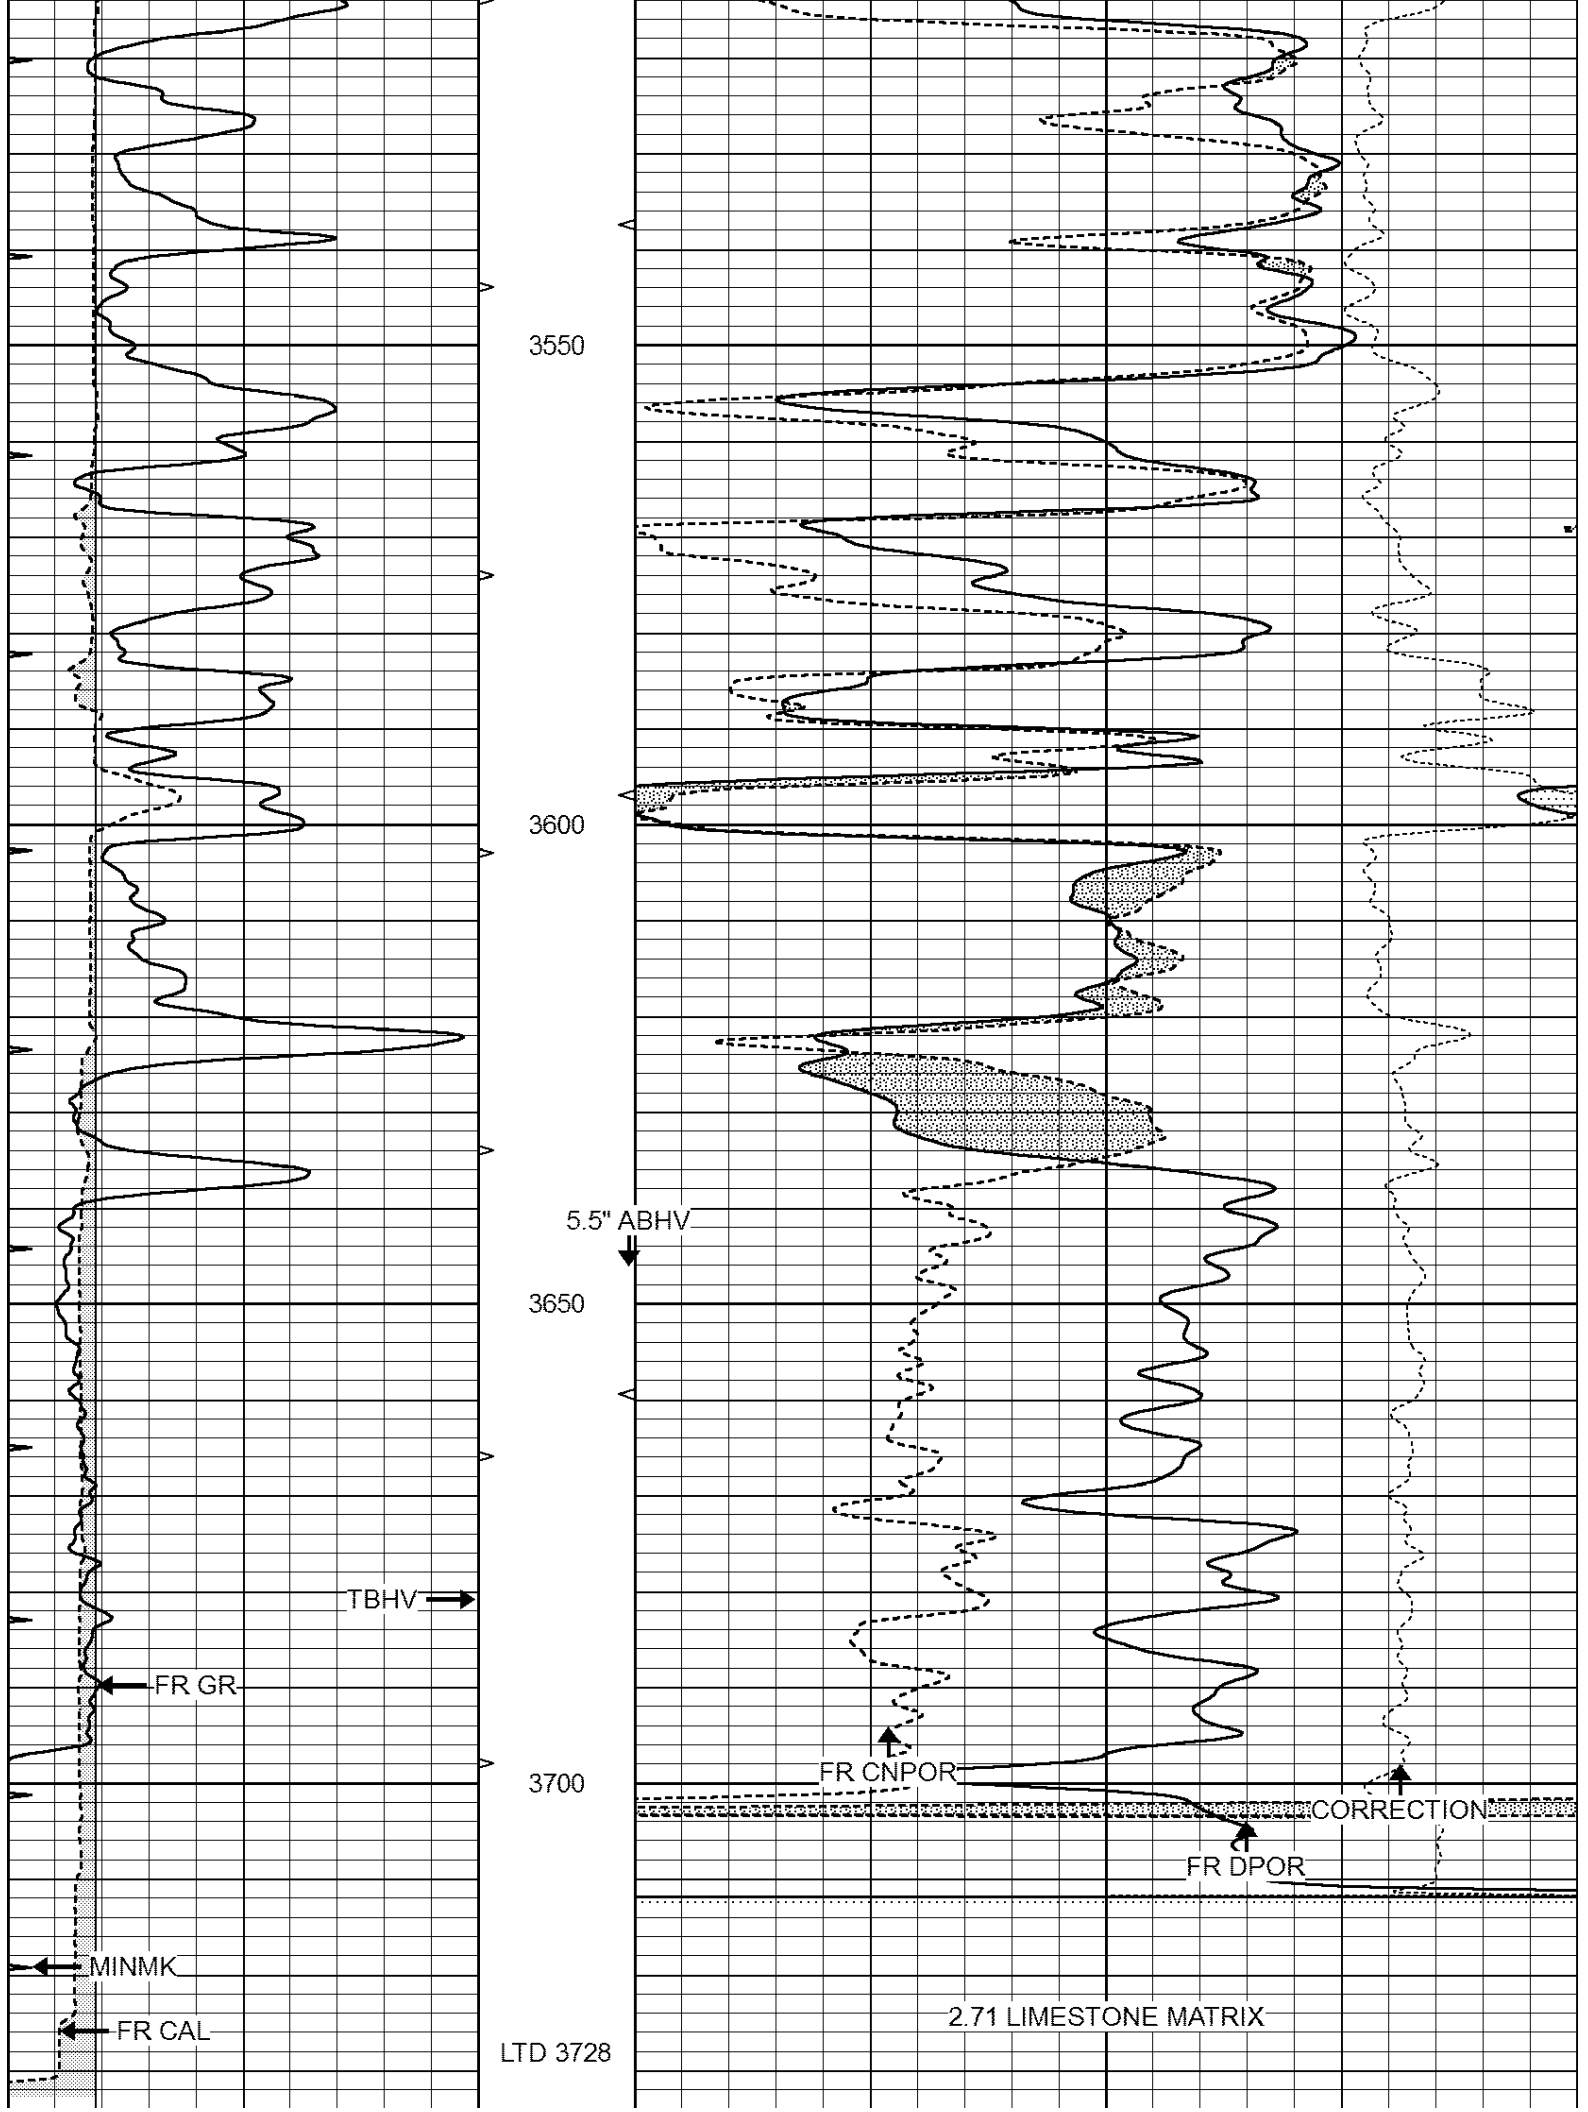 3550
3600
5.5" ABHV
3650
TBHV
FR GR
FR CNPOR
3700
CORRECTION
FR DPOR
MINMK
2.71 LIMESTONE MATRIX
FR CAL
LTD 3728